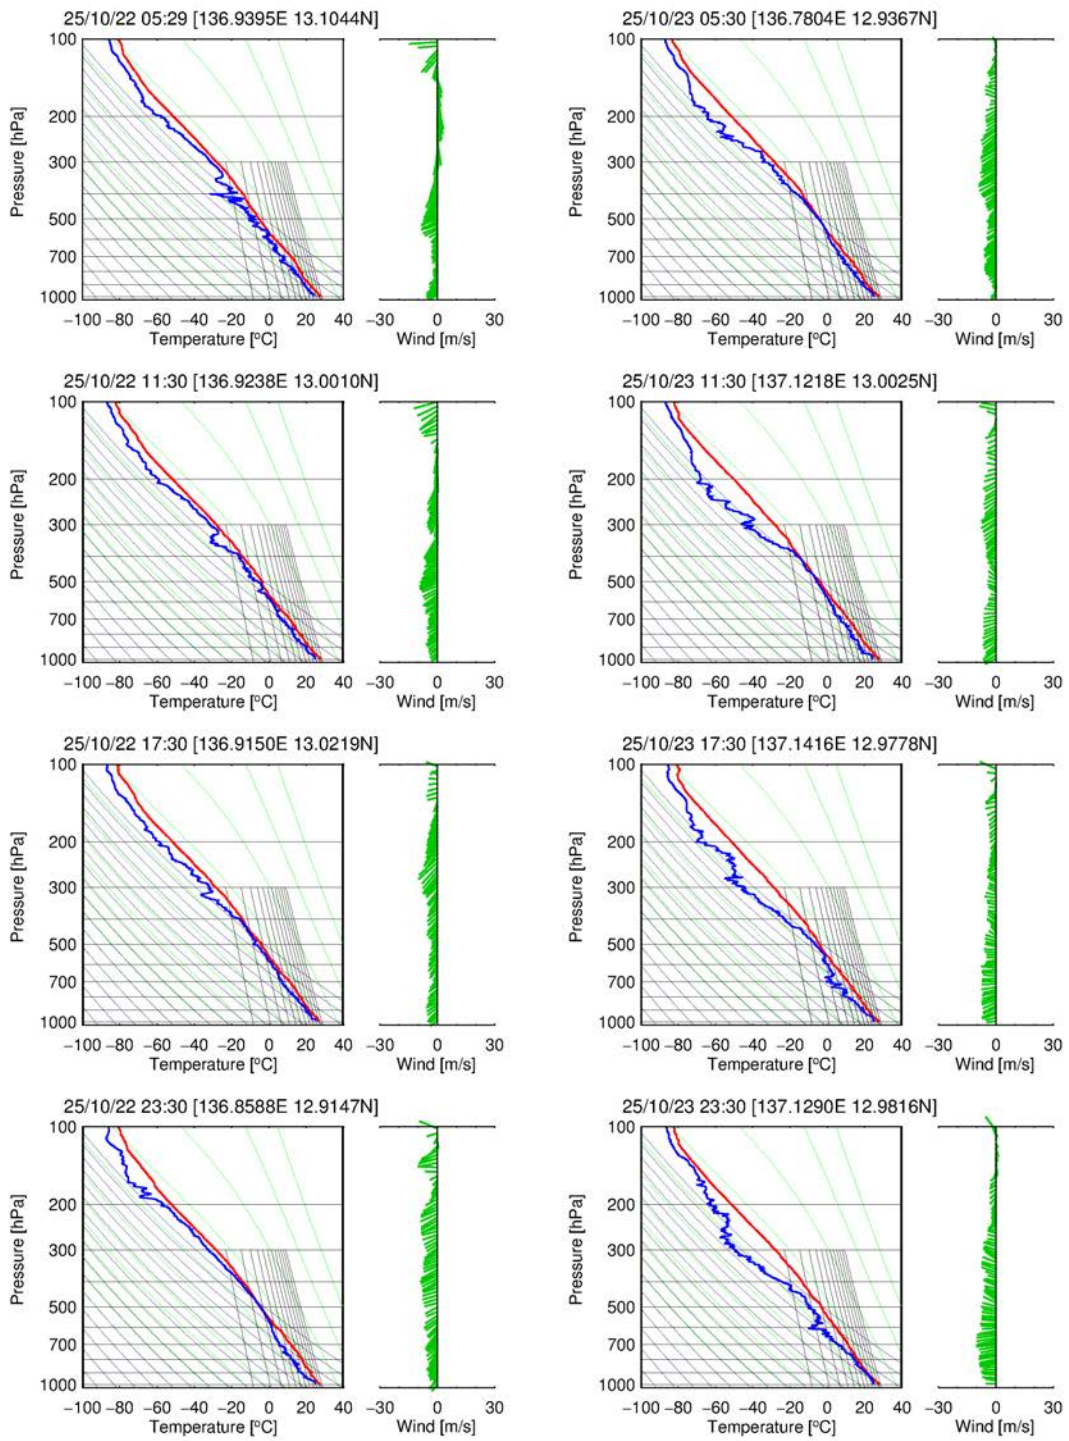 25/10/22 05:29 [136.9395E 13.1044N]
Pressure [hPa]
100
200
300
500
700
1000
−100 −80 −60 −40 −20 0 20 40
Temperature [°C]
−30 0 30
Wind [m/s]
25/10/23 05:30 [136.7804E 12.9367N]
Pressure [hPa]
100
200
300
500
700
1000
−100 −80 −60 −40 −20 0 20 40
Temperature [°C]
−30 0 30
Wind [m/s]
25/10/22 11:30 [136.9238E 13.0010N]
Pressure [hPa]
100
200
300
500
700
1000
−100 −80 −60 −40 −20 0 20 40
Temperature [°C]
−30 0 30
Wind [m/s]
25/10/23 11:30 [137.1218E 13.0025N]
Pressure [hPa]
100
200
300
500
700
1000
−100 −80 −60 −40 −20 0 20 40
Temperature [°C]
−30 0 30
Wind [m/s]
25/10/22 17:30 [136.9150E 13.0219N]
Pressure [hPa]
100
200
300
500
700
1000
−100 −80 −60 −40 −20 0 20 40
Temperature [°C]
−30 0 30
Wind [m/s]
25/10/23 17:30 [137.1416E 12.9778N]
Pressure [hPa]
100
200
300
500
700
1000
−100 −80 −60 −40 −20 0 20 40
Temperature [°C]
−30 0 30
Wind [m/s]
25/10/22 23:30 [136.8588E 12.9147N]
Pressure [hPa]
100
200
300
500
700
1000
−100 −80 −60 −40 −20 0 20 40
Temperature [°C]
−30 0 30
Wind [m/s]
25/10/23 23:30 [137.1290E 12.9816N]
Pressure [hPa]
100
200
300
500
700
1000
−100 −80 −60 −40 −20 0 20 40
Temperature [°C]
−30 0 30
Wind [m/s]